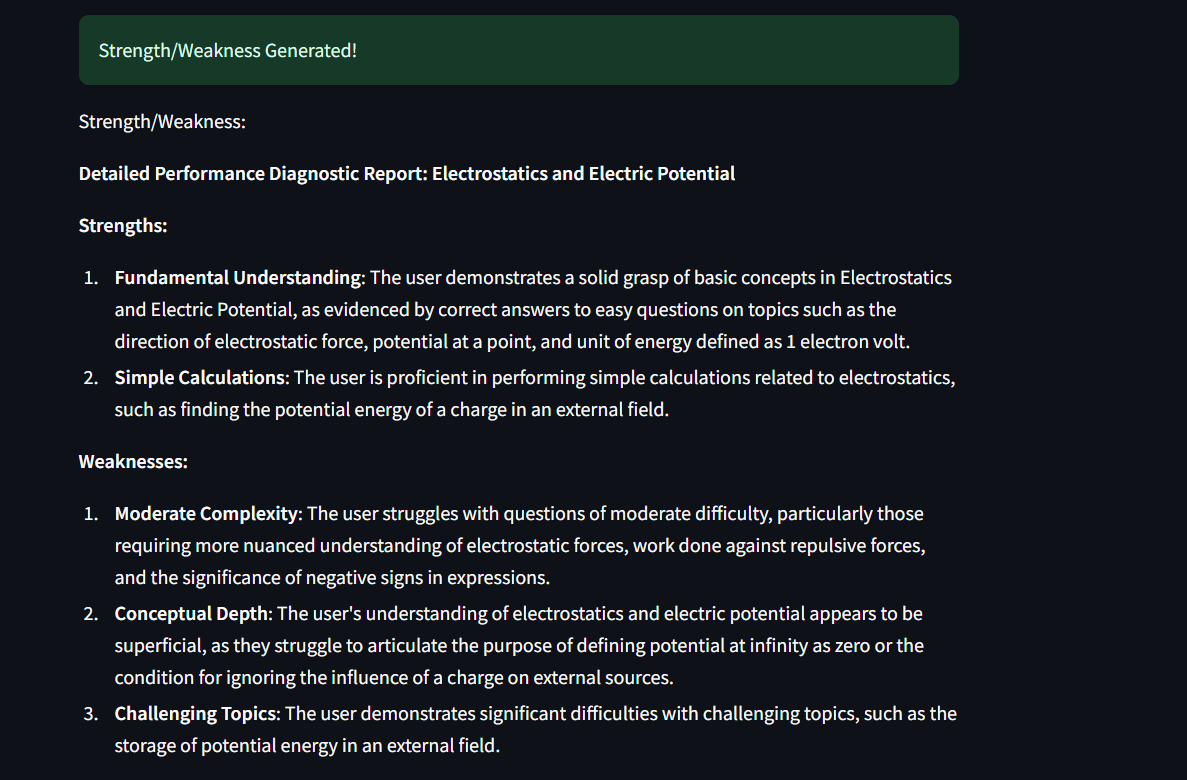 Strength/Weakness Generated!
Strength/Weakness:
Detailed Performance Diagnostic Report: Electrostatics and Electric Potential
Strengths:
1. Fundamental Understanding: The user demonstrates a solid grasp of basic concepts in Electrostatics
and Electric Potential, as evidenced by correct answers to easy questions on topics such as the
direction of electrostatic force, potential at a point, and unit of energy defined as 1 electron volt.
2. Simple Calculations: The user is proficient in performing simple calculations related to electrostatics,
such as finding the potential energy of a charge in an external field.
Weaknesses:
1. Moderate Complexity: The user struggles with questions of moderate difficulty, particularly those
requiring more nuanced understanding of electrostatic forces, work done against repulsive forces,
and the significance of negative signs in expressions.
2. Conceptual Depth: The user's understanding of electrostatics and electric potential appears to be
superficial, as they struggle to articulate the purpose of defining potential at infinity as zero or the
condition for ignoring the influence of a charge on external sources.
3. Challenging Topics: The user demonstrates significant difficulties with challenging topics, such as the
storage of potential energy in an external field.